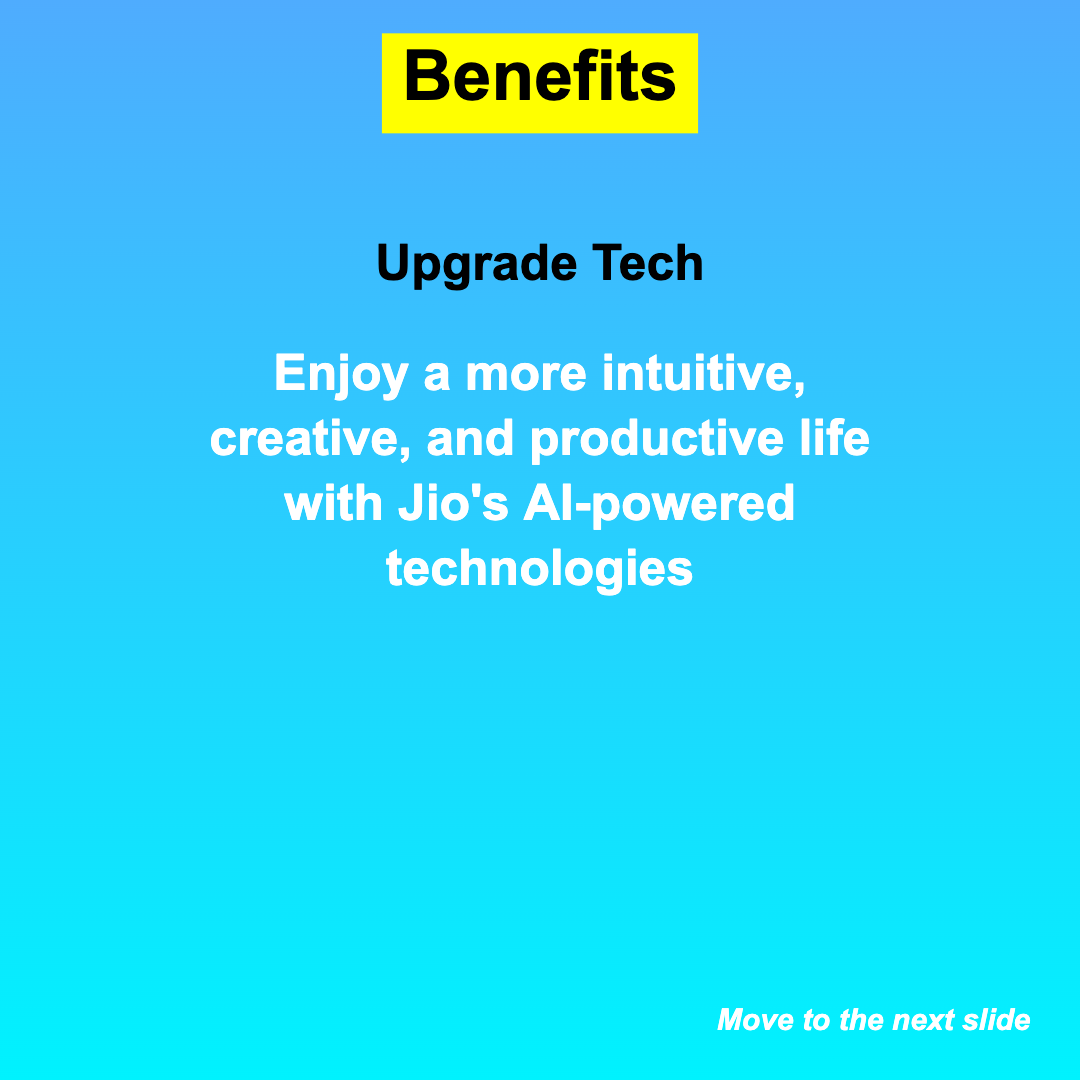 Benefits
Upgrade Tech
Enjoy a more intuitive,
creative, and productive life
with Jio's AI-powered
technologies
Move to the next slide